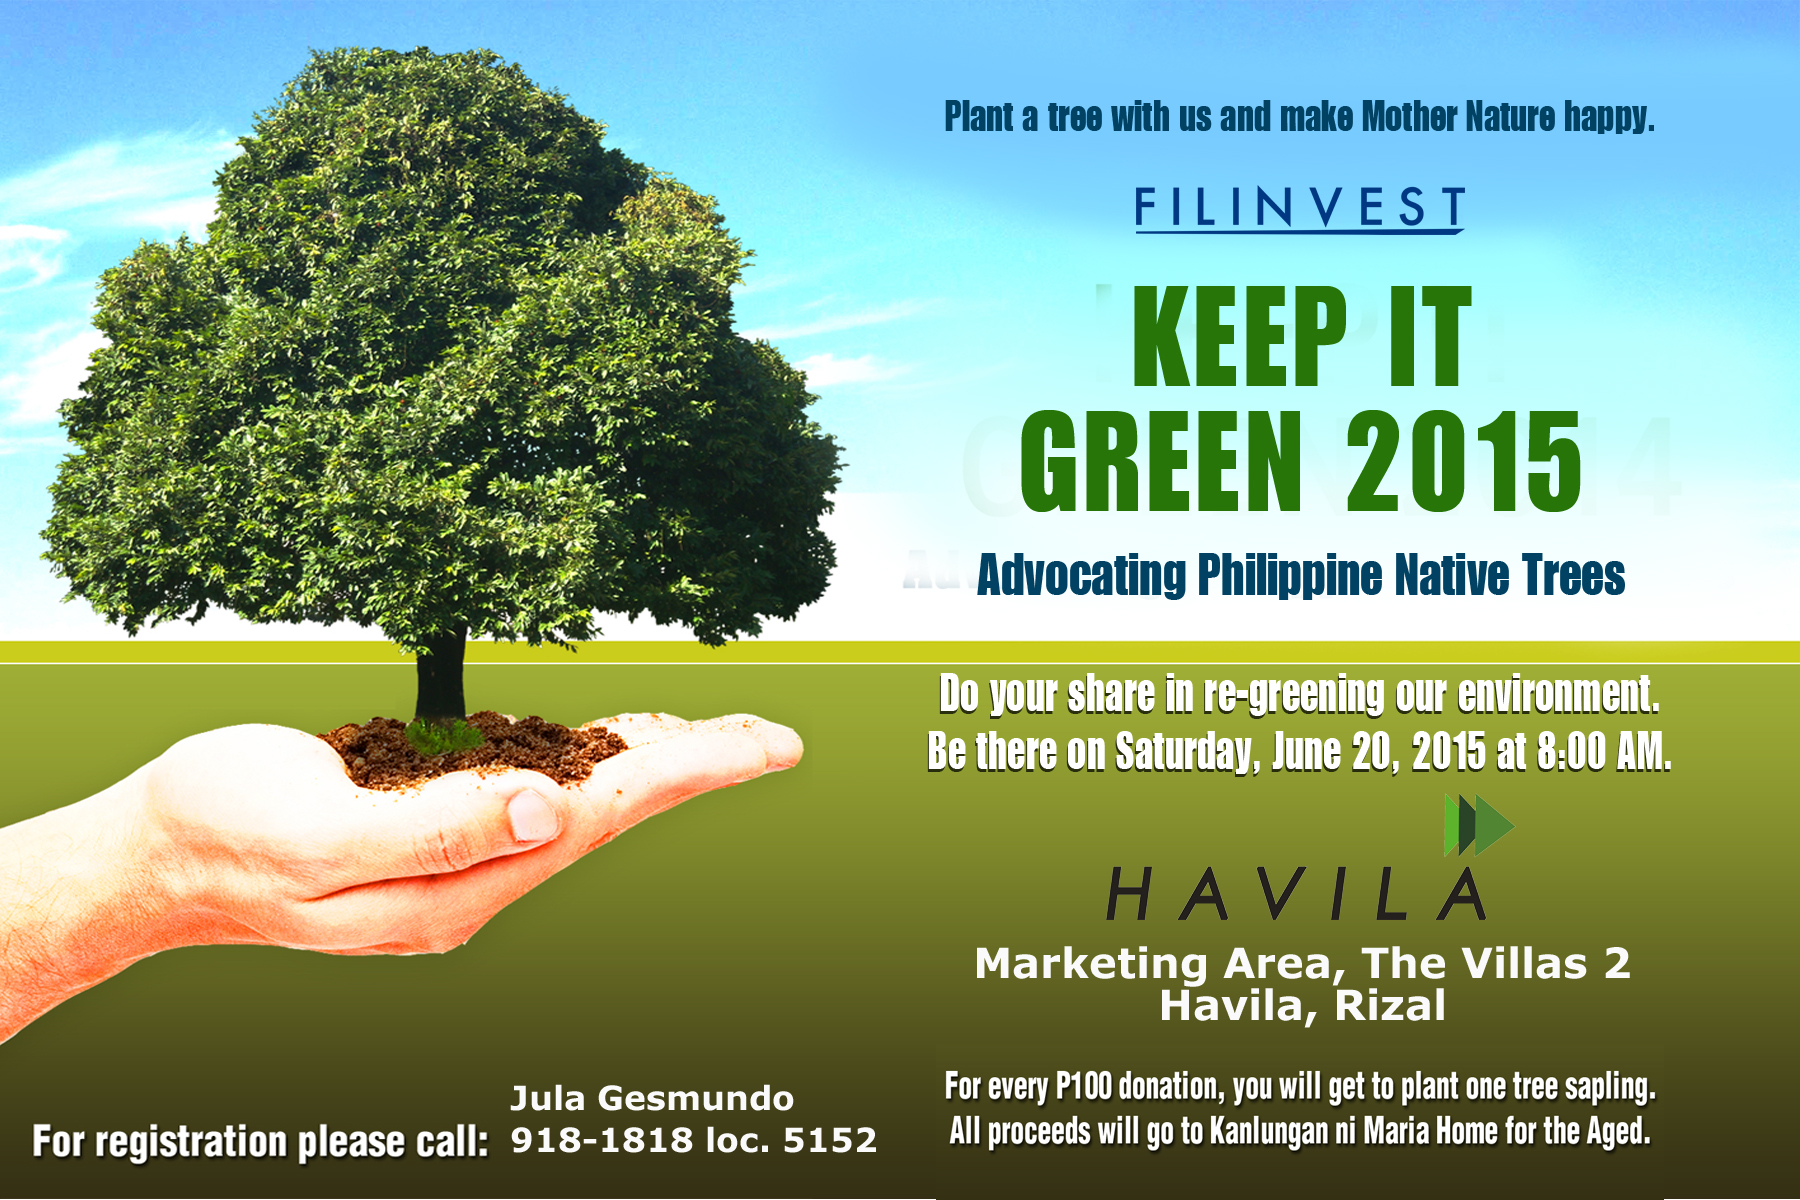 Plant a tree with us and make Mother Nature happy.
FILINVEST
KEEP IT
GREEN 2015
Advocating Philippine Native Trees
Do your share in re-greening our environment.
Be there on Saturday, June 20, 2015 at 8:00 AM.
HAVILA
Marketing Area, The Villas 2
Havila, Rizal
For every P100 donation, you will get to plant one tree sapling.
All proceeds will go to Kanlungan ni Maria Home for the Aged.
Jula Gesmundo
For registration please call: 918-1818 loc. 5152